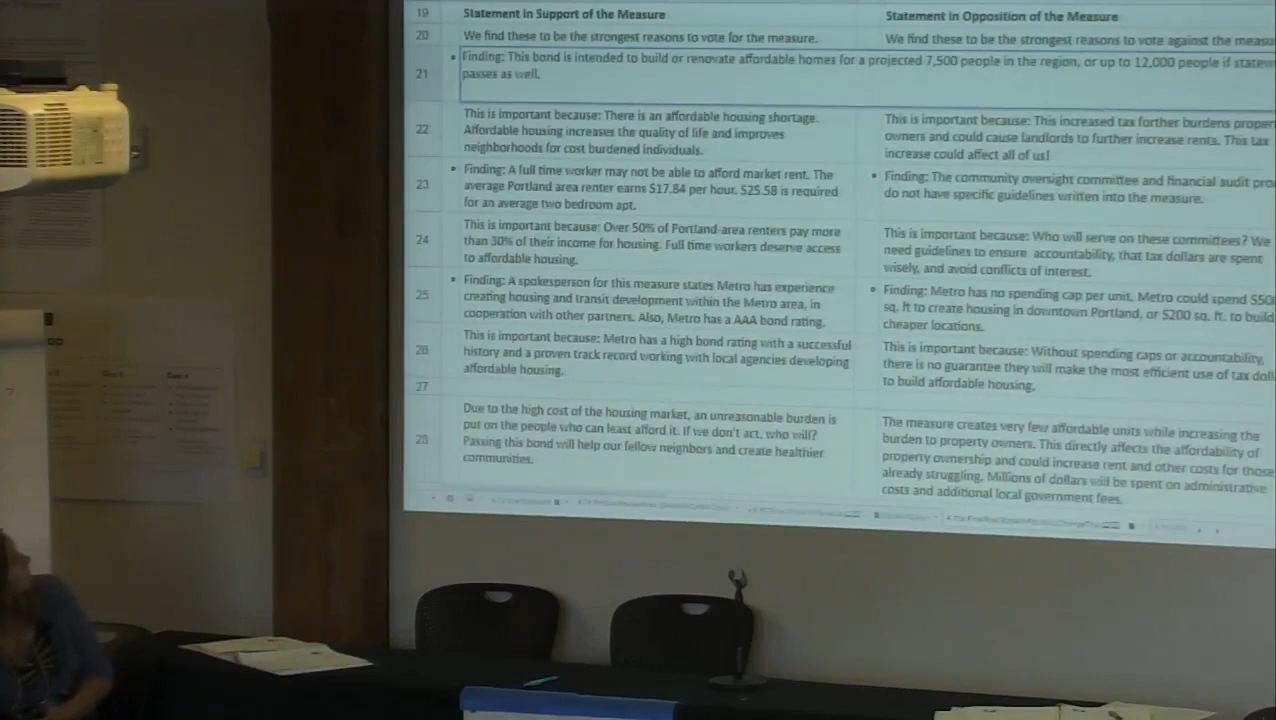 19 Statement in Support of the Measure Statement in Opposition of the Measure
20 We find these to be the strongest reasons to vote for the measure. We find these to be the strongest reasons to vote against the measu
• Finding: This bond is intended to build or renovate affordable homes for a projected 7,500 people in the region, or up to 12,000 people if statew
21 passes as well.
22
This is important because: There is an affordable housing shortage.
Affordable housing increases the quality of life and improves
neighborhoods for cost burdened individuals.
This is important because: This increased tax further burdens proper
owners and could cause landlords to further increase rents. This tax
increase could affect all of us!
23
• Finding: A full time worker may not be able to afford market rent. The
average Portland area renter earns $17.84 per hour. $25.58 is required
for an average two bedroom apt.
• Finding: The community oversight committee and financial audit pro
do not have specific guidelines written into the measure.
24
This is important because: Over 50% of Portland-area renters pay more
than 30% of their income for housing. Full time workers deserve access
to affordable housing.
This is important because: Who will serve on these committees? We
need guidelines to ensure accountability, that tax dollars are spent
wisely, and avoid conflicts of interest.
25
• Finding: A spokesperson for this measure states Metro has experience
creating housing and transit development within the Metro area, in
cooperation with other partners. Also, Metro has a AAA bond rating.
• Finding: Metro has no spending cap per unit. Metro could spend $500
sq. ft to create housing in downtown Portland, or $200 sq. ft. to build
cheaper locations.
26
This is important because: Metro has a high bond rating with a successful
history and a proven track record working with local agencies developing
affordable housing.
This is important because: Without spending caps or accountability,
there is no guarantee they will make the most efficient use of tax doll
to build affordable housing.
27
28
Due to the high cost of the housing market, an unreasonable burden is
put on the people who can least afford it. If we don't act, who will?
Passing this bond will help our fellow neighbors and create healthier
communities.
The measure creates very few affordable units while increasing the
burden to property owners. This directly affects the affordability of
property ownership and could increase rent and other costs for those
already struggling. Millions of dollars will be spent on administrative
costs and additional local government fees.